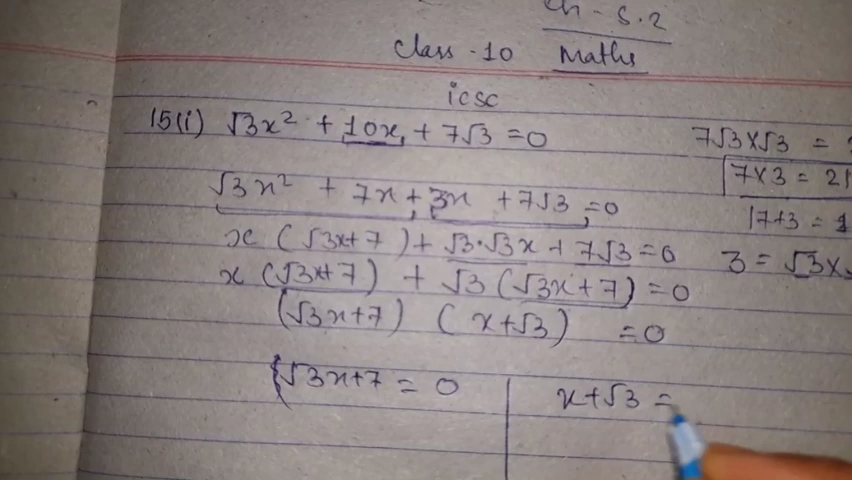 Ch - 5.2
Class - 10 Maths
icsc
15(i) √3x² + 10x + 7√3 = 0
7√3 × √3 =
√3x² + 7x + 3x + 7√3 = 0
7 × 3 = 21
7 + 3 =
x (√3x + 7) + √3·√3x + 7√3 = 0
3 = √3 ×
x (√3x + 7) + √3 (√3x + 7) = 0
(√3x + 7) (x + √3) = 0
√3x + 7 = 0
x + √3 =